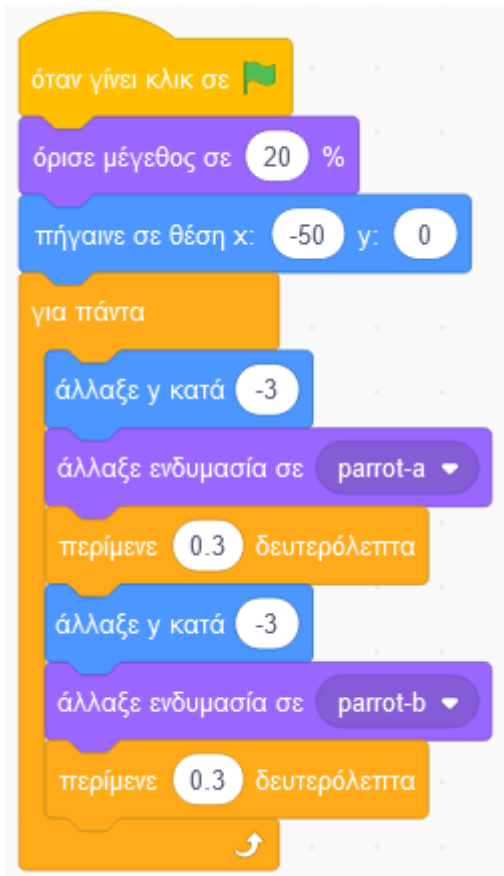 όταν γίνει κλικ σε
όρισε μέγεθος σε 20 %
πήγαινε σε θέση x: -50 y: 0
για πάντα
άλλαξε y κατά -3
άλλαξε ενδυμασία σε parrot-a
περίμενε 0.3 δευτερόλεπτα
άλλαξε y κατά -3
άλλαξε ενδυμασία σε parrot-b
περίμενε 0.3 δευτερόλεπτα